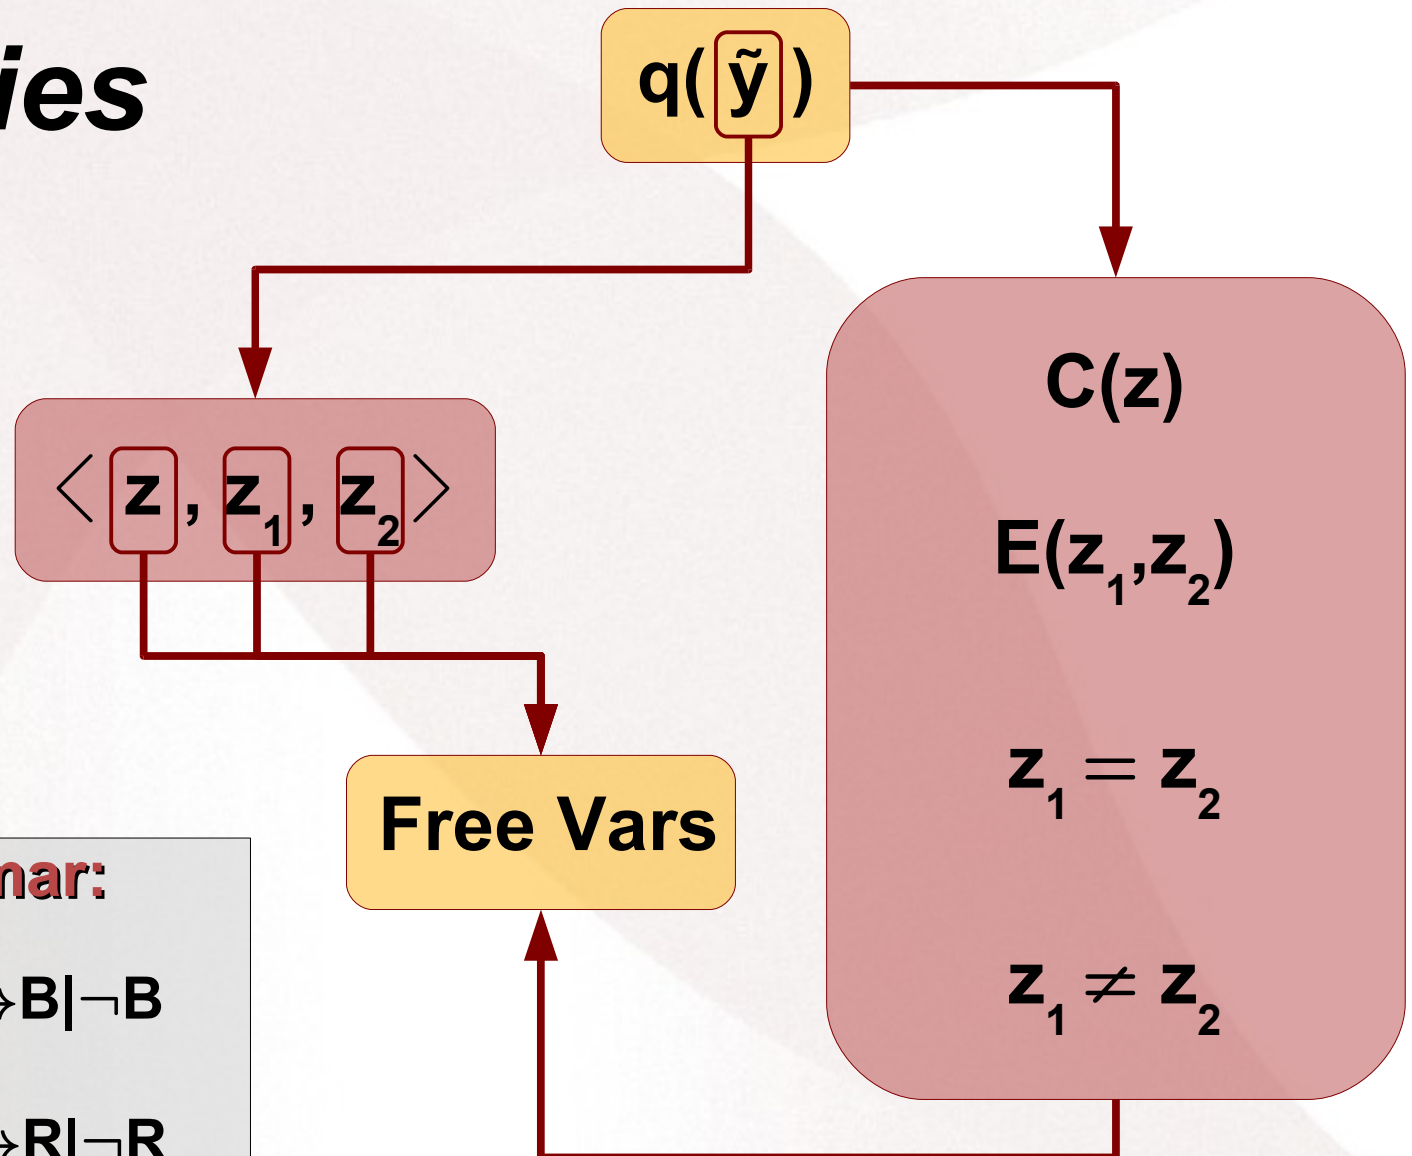 ies
q( ỹ )
C(z)
< z , z₁ , z₂ >
E(z₁,z₂)
z₁ = z₂
Free Vars
mar:
B|¬B
z₁ ≠ z₂
R|¬R